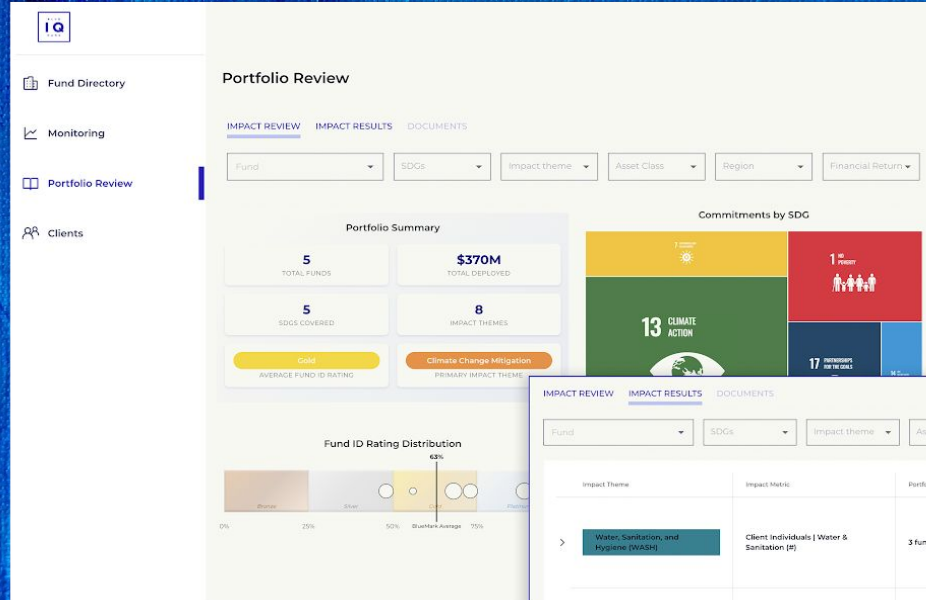 IQ
Fund Directory
Monitoring
Portfolio Review
Clients
Portfolio Review
IMPACT REVIEW IMPACT RESULTS DOCUMENTS
Fund SDGs Impact theme Asset Class Region Financial Return
Portfolio Summary
5
TOTAL FUNDS
$370M
TOTAL DEPLOYED
5
SDGS COVERED
8
IMPACT THEMES
Gold
AVERAGE FUND ID RATING
Climate Change Mitigation
PRIMARY IMPACT THEME
Commitments by SDG
7
1 NO
POVERTY
13 CLIMATE
ACTION
17 PARTNERSHIPS
FOR THE GOALS
Fund ID Rating Distribution
63%
Bronze Silver Gold
0% 25% 50% BlueMark Average 75%
IMPACT REVIEW IMPACT RESULTS DOCUMENTS
Fund SDGs Impact theme
Impact Theme Impact Metric
Water, Sanitation, and
Hygiene (WASH)
Client Individuals | Water &
Sanitation (#)
3 fun